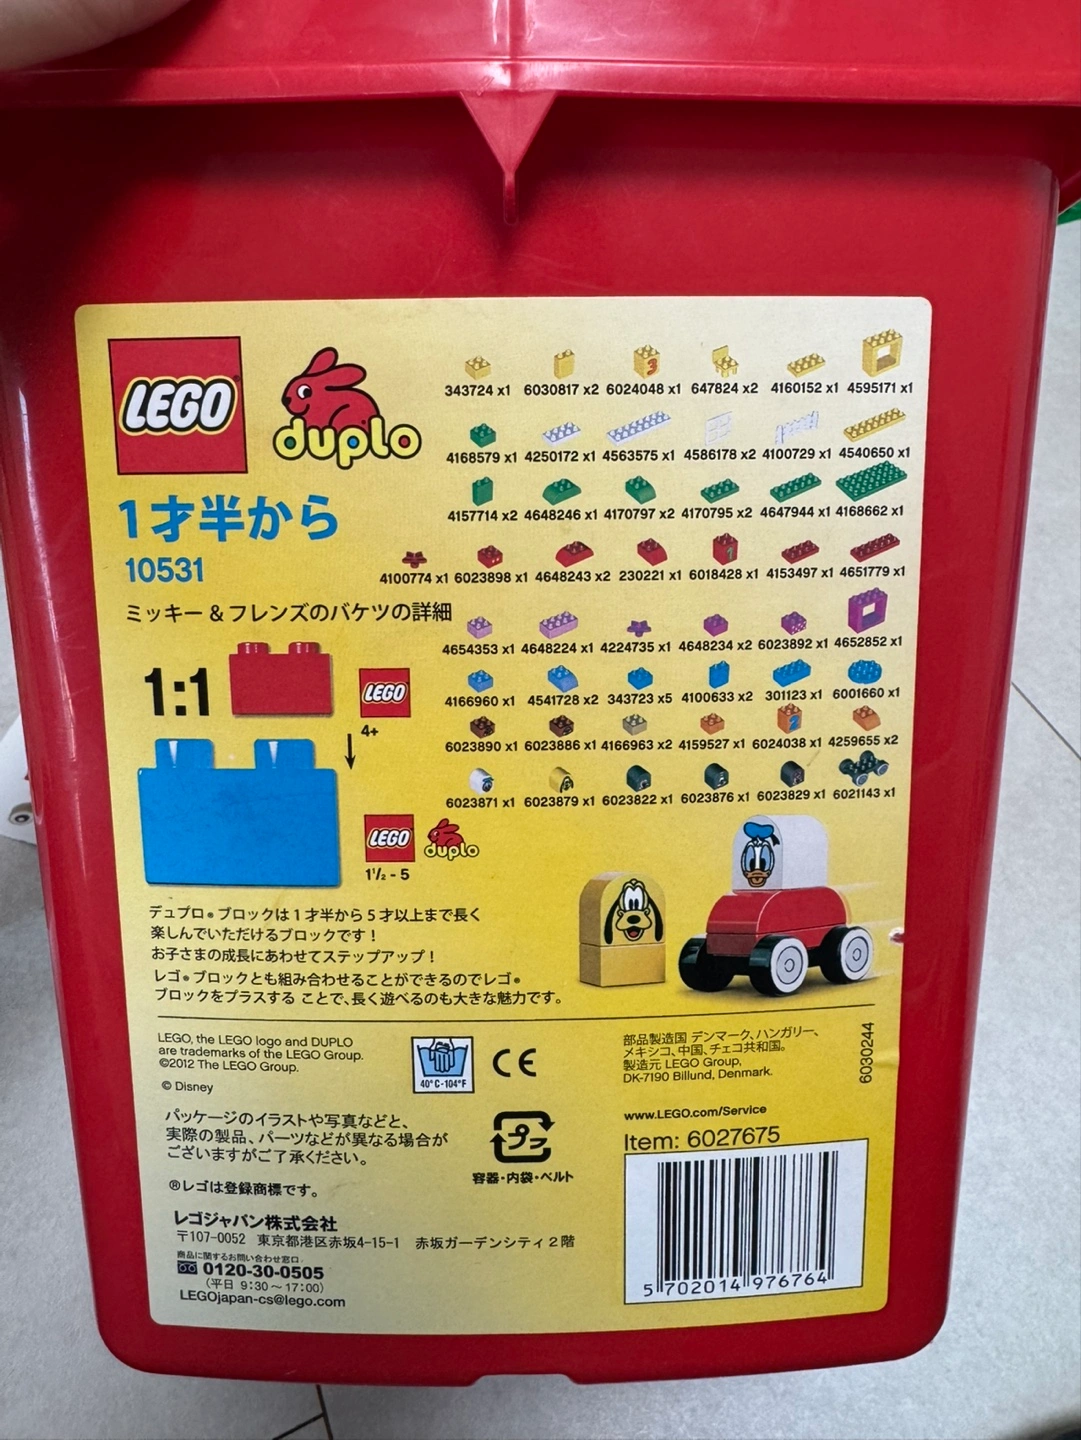 LEGO
duplo
1才半から
10531
ミッキー & フレンズのバケツの詳細
343724 x1 6030817 x2 6024048 x1 647824 x2 4160152 x1 4595171 x1
4168579 x1 4250172 x1 4563575 x1 4586178 x2 4100729 x1 4540650 x1
4157714 x2 4648246 x1 4170797 x2 4170795 x2 4647944 x1 4168662 x1
4100774 x1 6023898 x1 4648243 x2 230221 x1 6018428 x1 4153497 x1 4651779 x1
4654353 x1 4648224 x1 4224735 x1 4648234 x2 6023892 x1 4652852 x1
4166960 x1 4541728 x2 343723 x5 4100633 x2 301123 x1 6001660 x1
6023890 x1 6023886 x1 4166963 x2 4159527 x1 6024038 x1 4259655 x2
6023871 x1 6023879 x1 6023822 x1 6023876 x1 6023829 x1 6021143 x1
3
1
2
1:1
LEGO
4+
LEGO duplo
1½ - 5
デュプロ®ブロックは1才半から5才以上まで長く
楽しんでいただけるブロックです！
お子さまの成長にあわせてステップアップ！
レゴ®ブロックとも組み合わせることができるのでレゴ®
ブロックをプラスする ことで、長く遊べるのも大きな魅力です。
LEGO, the LEGO logo and DUPLO
are trademarks of the LEGO Group.
©2012 The LEGO Group.
© Disney
40°C-104°F
CE
部品製造国 デンマーク、ハンガリー、
メキシコ、中国、チェコ共和国。
製造元 LEGO Group,
DK-7190 Billund, Denmark.
6030244
パッケージのイラストや写真などと、
実際の製品、パーツなどが異なる場合が
ございますがご了承ください。
®レゴは登録商標です。
プラ
容器・内袋・ベルト
www.LEGO.com/Service
Item: 6027675
5 702014 976764
レゴジャパン株式会社
〒107-0052 東京都港区赤坂4-15-1 赤坂ガーデンシティ2階
商品に関するお問い合わせ窓口
0120-30-0505
(平日 9:30～17:00)
LEGOjapan-cs@lego.com